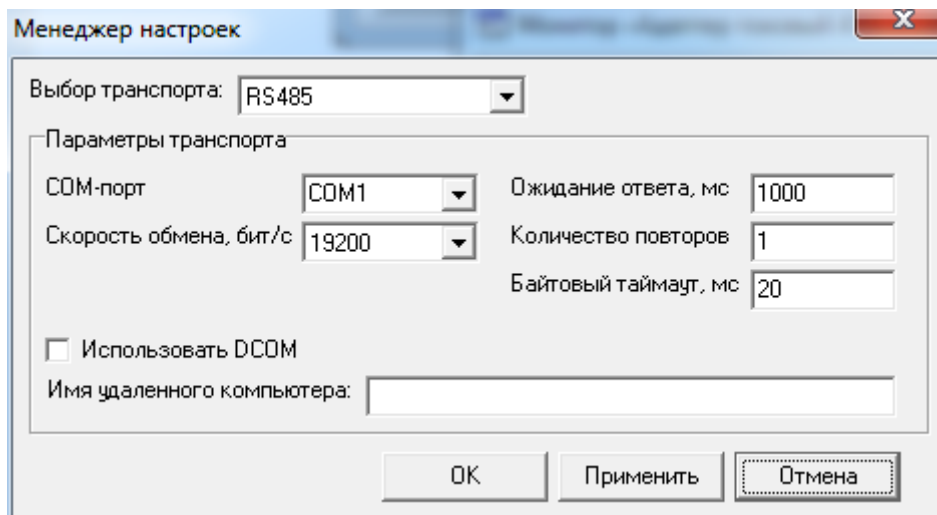 Менеджер настроек
Выбор транспорта: RS485
Параметры транспорта
COM-порт COM1 Ожидание ответа, мс 1000
Скорость обмена, бит/с 19200 Количество повторов 1
Байтовый таймаут, мс 20
Использовать DCOM
Имя удаленного компьютера:
OK Применить Отмена